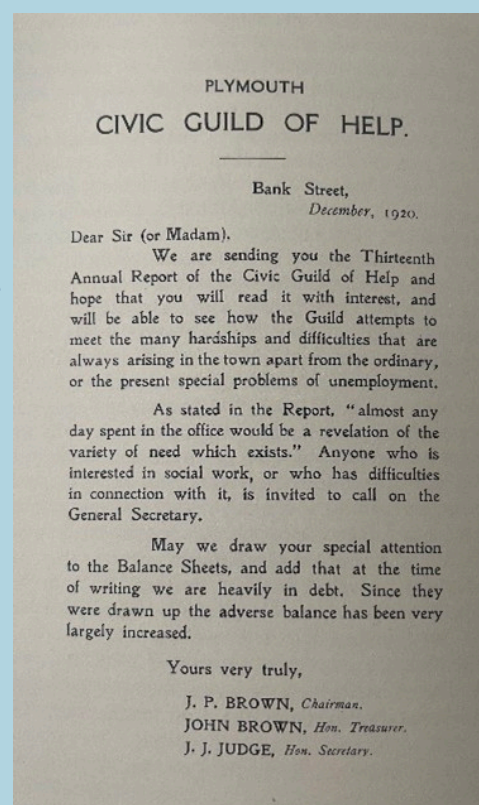 PLYMOUTH
CIVIC GUILD OF HELP.
Bank Street,
December, 1920.
Dear Sir (or Madam).
We are sending you the Thirteenth
Annual Report of the Civic Guild of Help and
hope that you will read it with interest, and
will be able to see how the Guild attempts to
meet the many hardships and difficulties that are
always arising in the town apart from the ordinary,
or the present special problems of unemployment.
As stated in the Report, "almost any
day spent in the office would be a revelation of the
variety of need which exists." Anyone who is
interested in social work, or who has difficulties
in connection with it, is invited to call on the
General Secretary.
May we draw your special attention
to the Balance Sheets, and add that at the time
of writing we are heavily in debt. Since they
were drawn up the adverse balance has been very
largely increased.
Yours very truly,
J. P. BROWN, Chairman.
JOHN BROWN, Hon. Treasurer.
J. J. JUDGE, Hon. Secretary.